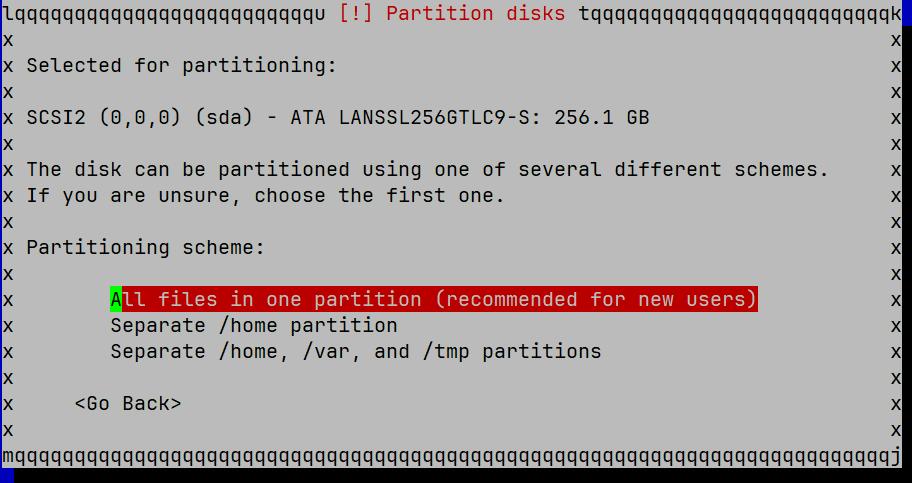 lqqqqqqqqqqqqqqqqqqqqqqqqqu [!] Partition disks tqqqqqqqqqqqqqqqqqqqqqqqqqk
x x
x Selected for partitioning: x
x x
x SCSI2 (0,0,0) (sda) - ATA LANSSL256GTLC9-S: 256.1 GB x
x x
x The disk can be partitioned using one of several different schemes. x
x If you are unsure, choose the first one. x
x x
x Partitioning scheme: x
x x
x All files in one partition (recommended for new users) x
x Separate /home partition x
x Separate /home, /var, and /tmp partitions x
x x
x <Go Back> x
x x
mqqqqqqqqqqqqqqqqqqqqqqqqqqqqqqqqqqqqqqqqqqqqqqqqqqqqqqqqqqqqqqqqqqqqqqqqqj